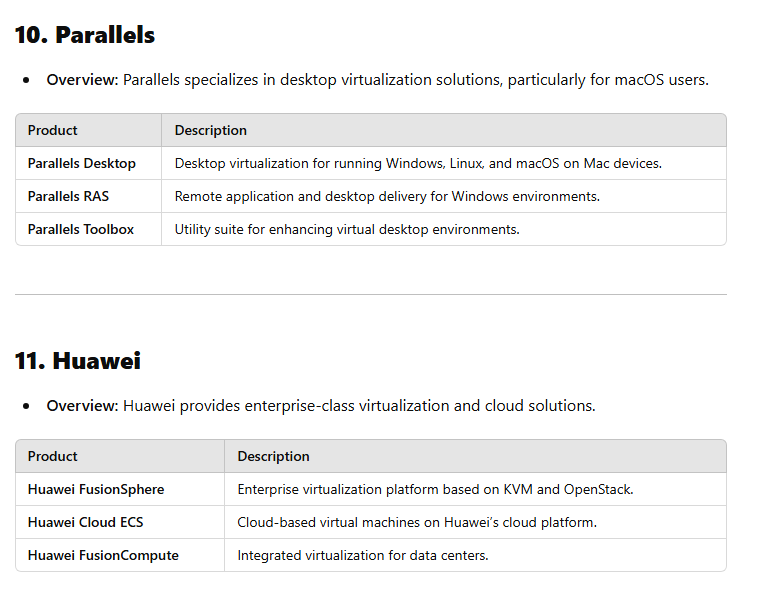 10. Parallels
• Overview: Parallels specializes in desktop virtualization solutions, particularly for macOS users.
Product Description
Parallels Desktop Desktop virtualization for running Windows, Linux, and macOS on Mac devices.
Parallels RAS Remote application and desktop delivery for Windows environments.
Parallels Toolbox Utility suite for enhancing virtual desktop environments.
11. Huawei
• Overview: Huawei provides enterprise-class virtualization and cloud solutions.
Product Description
Huawei FusionSphere Enterprise virtualization platform based on KVM and OpenStack.
Huawei Cloud ECS Cloud-based virtual machines on Huawei’s cloud platform.
Huawei FusionCompute Integrated virtualization for data centers.